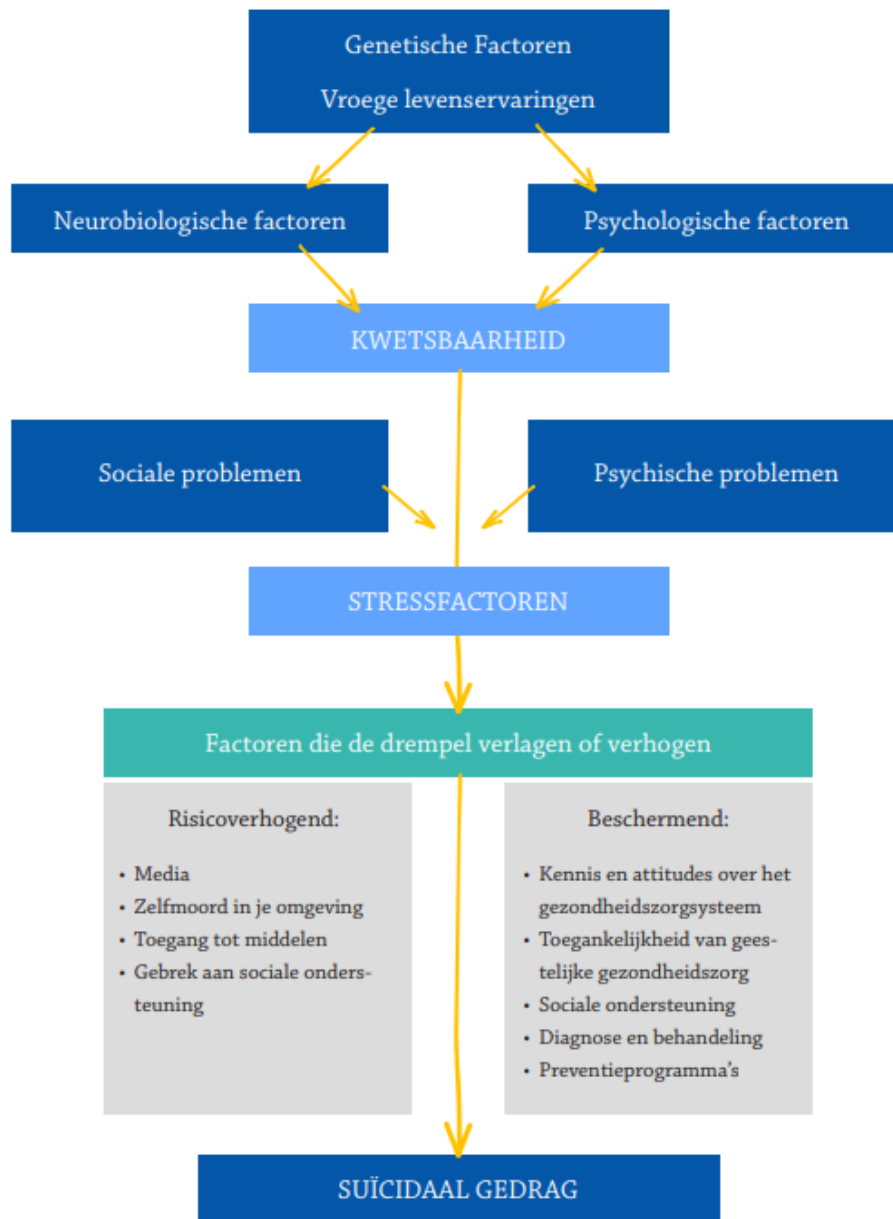 Genetische Factoren
Vroege levenservaringen
Neurobiologische factoren
Psychologische factoren
KWETSBAARHEID
Sociale problemen
Psychische problemen
STRESSFACTOREN
Factoren die de drempel verlagen of verhogen
Risicoverhogend:
• Media
• Zelfmoord in je omgeving
• Toegang tot middelen
• Gebrek aan sociale onders-
teuning
Beschermend:
• Kennis en attitudes over het
gezondheidszorgsysteem
• Toegankelijkheid van gees-
telijke gezondheidszorg
• Sociale ondersteuning
• Diagnose en behandeling
• Preventieprogramma's
SUÏCIDAAL GEDRAG